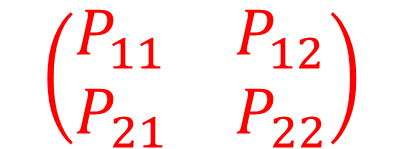 ( P₁₁ P₁₂
P₂₁ P₂₂ )